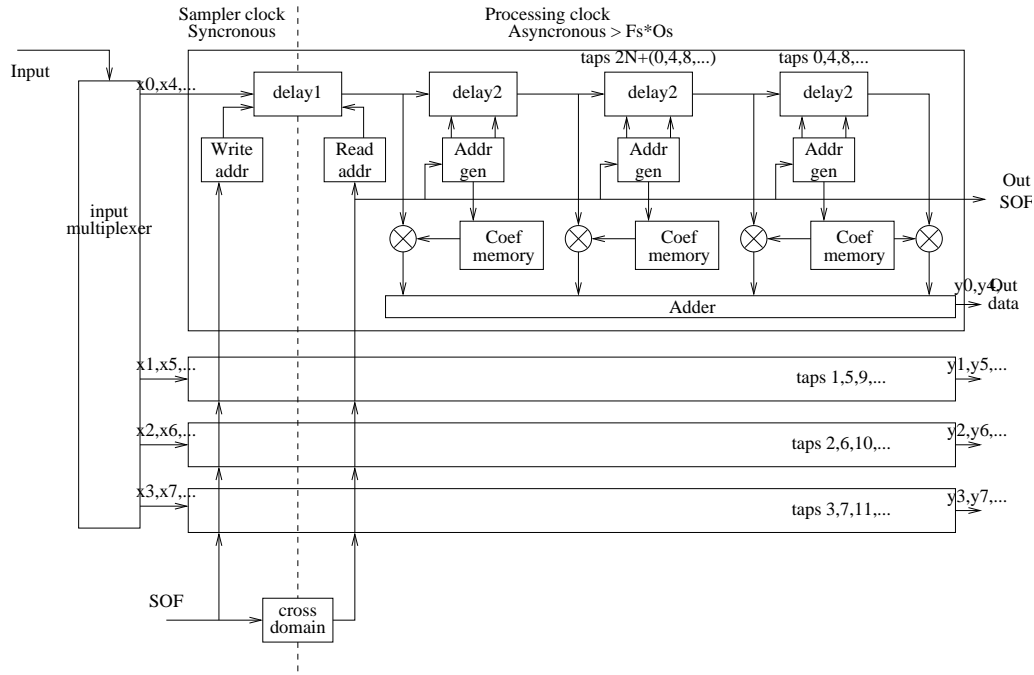 Sampler clock
Syncronous
Processing clock
Asyncronous > Fs*Os
Input
x0,x4,...
delay1
delay2
taps 2N+(0,4,8,...)
delay2
taps 0,4,8,...
delay2
Write
addr
Read
addr
Addr
gen
Addr
gen
Addr
gen
Out
SOF
input
multiplexer
Coef
memory
Coef
memory
Coef
memory
y0,y4,
Out
data
Adder
x1,x5,...
taps 1,5,9,...
y1,y5,...
x2,x6,...
taps 2,6,10,...
y2,y6,...
x3,x7,...
taps 3,7,11,...
y3,y7,...
SOF
cross
domain